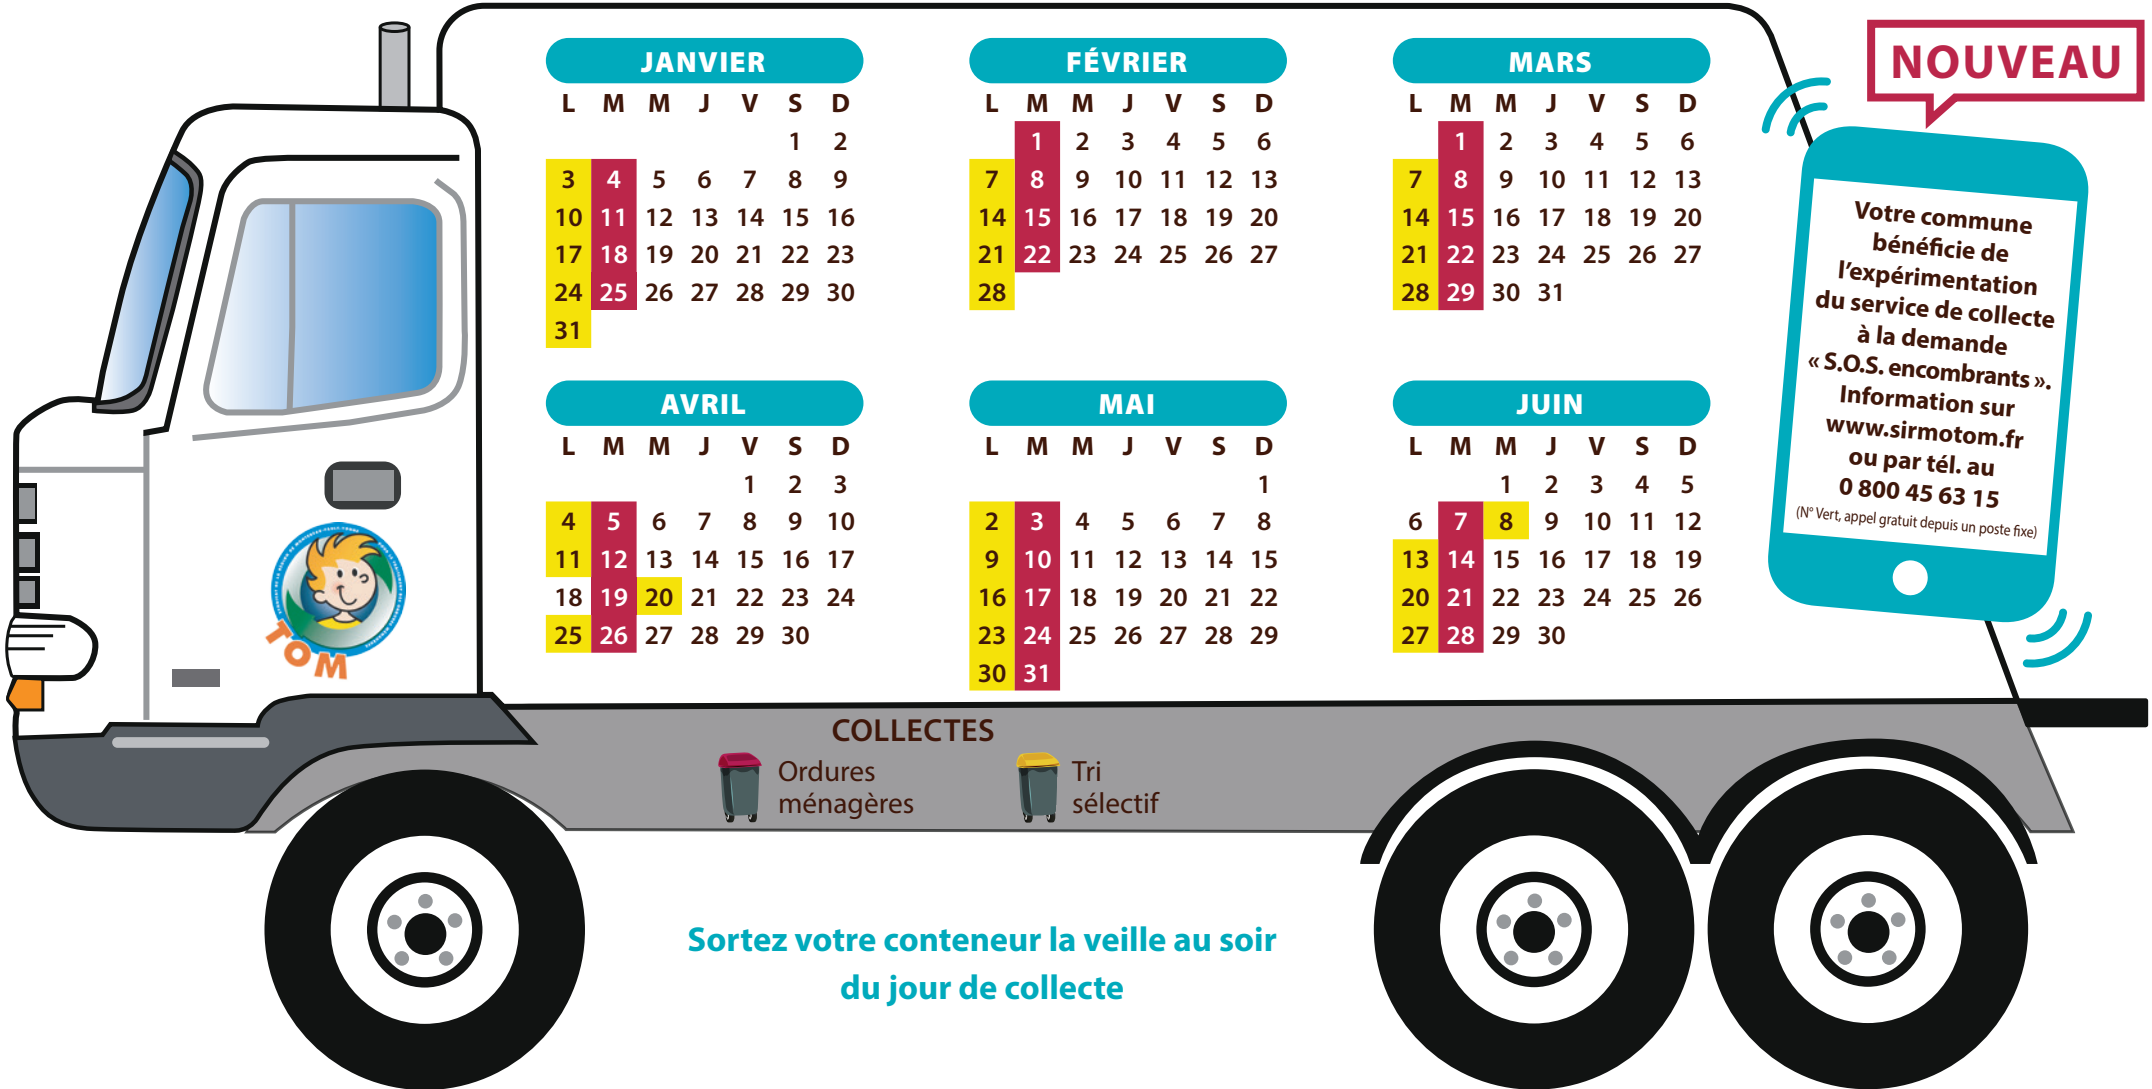 NOUVEAU
JANVIER
L M M J V S D
1 2
3 4 5 6 7 8 9
10 11 12 13 14 15 16
17 18 19 20 21 22 23
24 25 26 27 28 29 30
31
FÉVRIER
L M M J V S D
1 2 3 4 5 6
7 8 9 10 11 12 13
14 15 16 17 18 19 20
21 22 23 24 25 26 27
28
MARS
L M M J V S D
1 2 3 4 5 6
7 8 9 10 11 12 13
14 15 16 17 18 19 20
21 22 23 24 25 26 27
28 29 30 31
Votre commune
bénéficie de
l'expérimentation
du service de collecte
à la demande
« S.O.S. encombrants ».
Information sur
www.sirmotom.fr
ou par tél. au
0 800 45 63 15
(N° Vert, appel gratuit depuis un poste fixe)
AVRIL
L M M J V S D
1 2 3
4 5 6 7 8 9 10
11 12 13 14 15 16 17
18 19 20 21 22 23 24
25 26 27 28 29 30
MAI
L M M J V S D
1
2 3 4 5 6 7 8
9 10 11 12 13 14 15
16 17 18 19 20 21 22
23 24 25 26 27 28 29
30 31
JUIN
L M M J V S D
1 2 3 4 5
6 7 8 9 10 11 12
13 14 15 16 17 18 19
20 21 22 23 24 25 26
27 28 29 30
TOM
COLLECTES
Ordures
ménagères
Tri
sélectif
Sortez votre conteneur la veille au soir
du jour de collecte